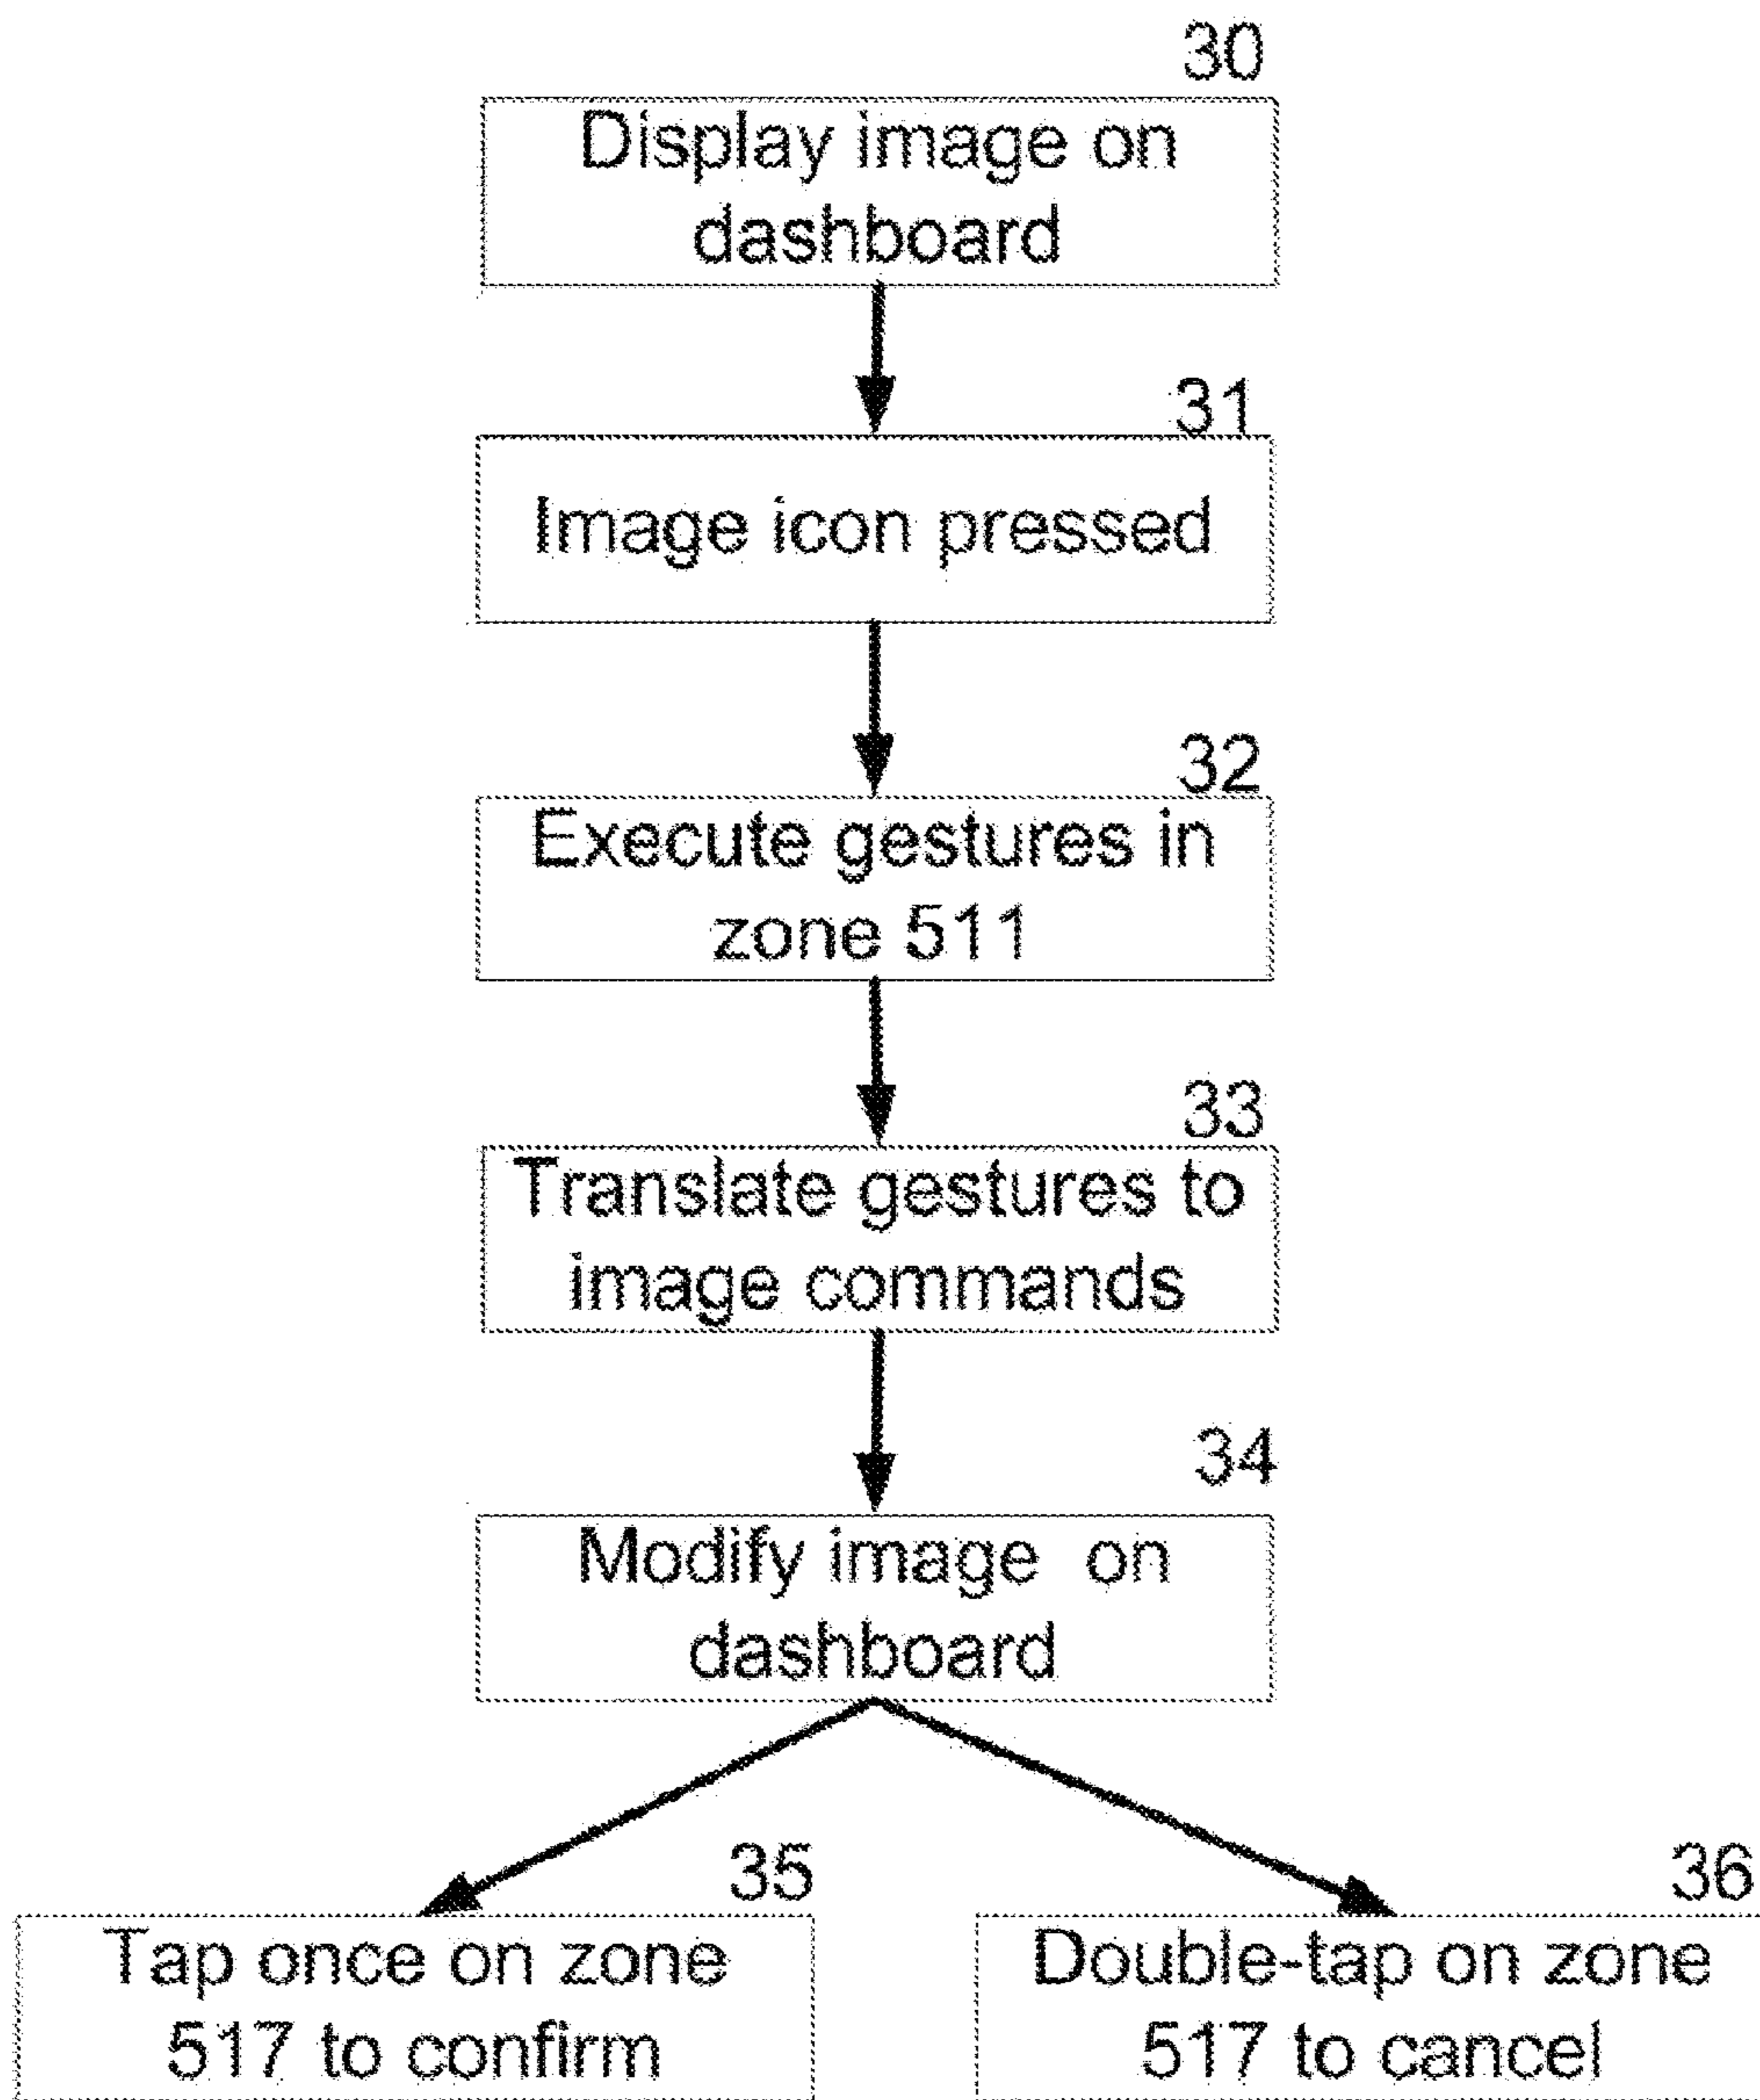 30
Display image on
dashboard
31
Image icon pressed
32
Execute gestures in
zone 511
33
Translate gestures to
image commands
34
Modify image on
dashboard
35
Tap once on zone
517 to confirm
36
Double-tap on zone
517 to cancel